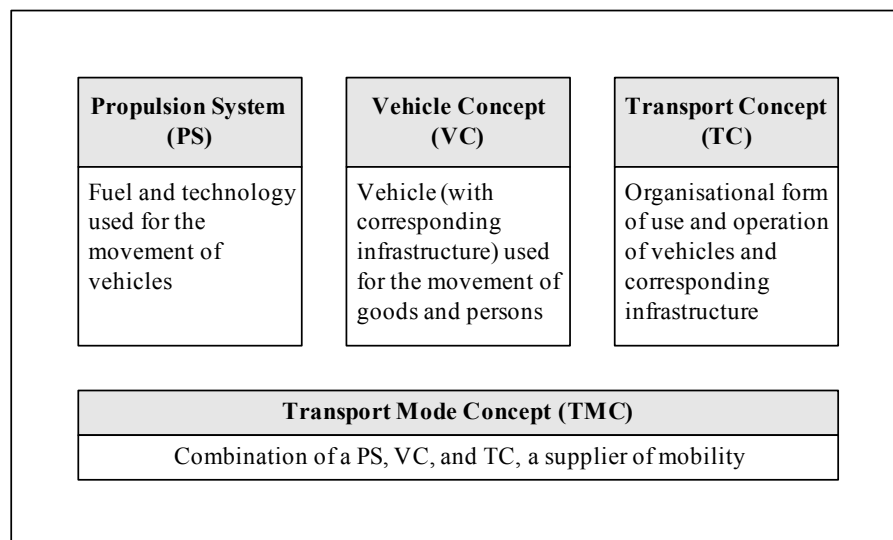 Propulsion System
(PS)
Fuel and technology
used for the
movement of
vehicles
Vehicle Concept
(VC)
Vehicle (with
corresponding
infrastructure) used
for the movement of
goods and persons
Transport Concept
(TC)
Organisational form
of use and operation
of vehicles and
corresponding
infrastructure
Transport Mode Concept (TMC)
Combination of a PS, VC, and TC, a supplier of mobility